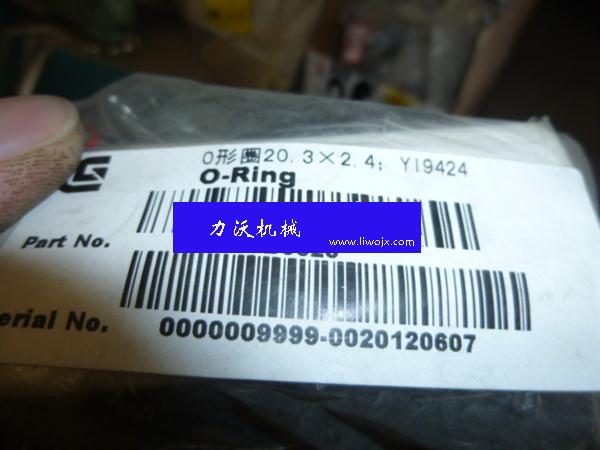 O形圈20.3×2.4; YI9424
O-Ring
力沃机械
www.liwojx.com
Part No.
erial No.
0000009999-0020120607